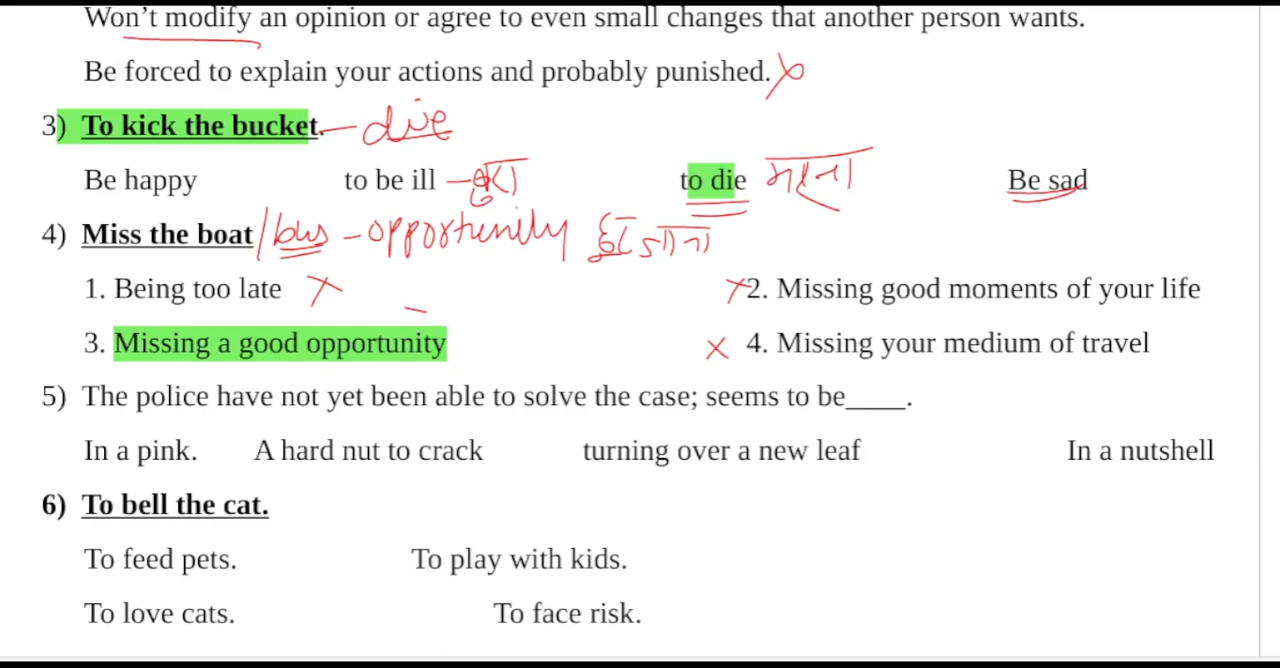 Won't modify an opinion or agree to even small changes that another person wants.
Be forced to explain your actions and probably punished.
3) To kick the bucket. – die
Be happy to be ill – to die मरना Be sad
4) Miss the boat / bus – opportunity
1. Being too late 2. Missing good moments of your life
3. Missing a good opportunity 4. Missing your medium of travel
5) The police have not yet been able to solve the case; seems to be____.
In a pink. A hard nut to crack turning over a new leaf In a nutshell
6) To bell the cat.
To feed pets. To play with kids.
To love cats. To face risk.